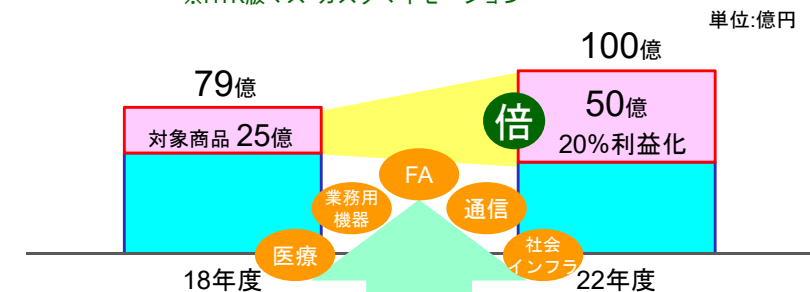 単位:億円
100億
79億
倍
50億
20%利益化
対象商品 25億
FA
業務用
機器
通信
医療
社会
インフラ
18年度
22年度